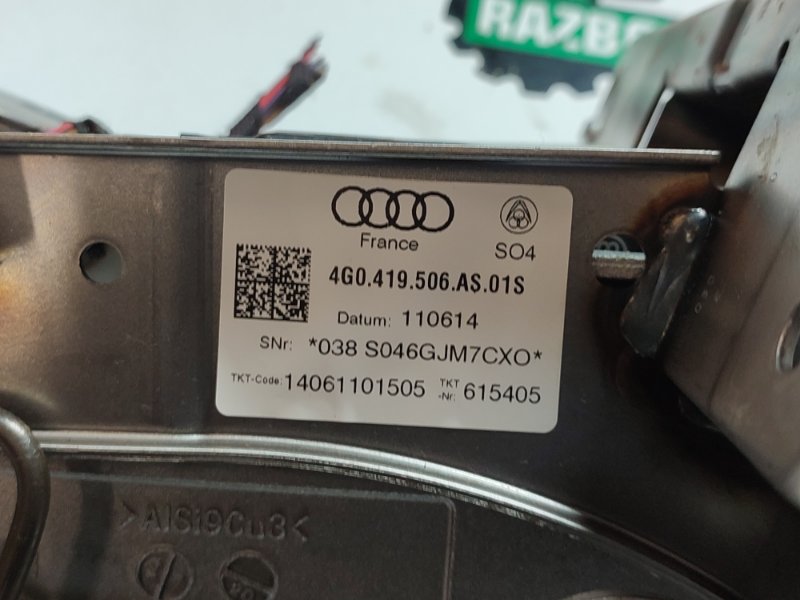 RAZBO
France
SO4
4G0.419.506.AS.01S
Datum: 110614
SNr: *038 S046GJM7CXO*
TKT-Code: 14061101505 TKT -Nr: 615405
>AlSi9Cu3<